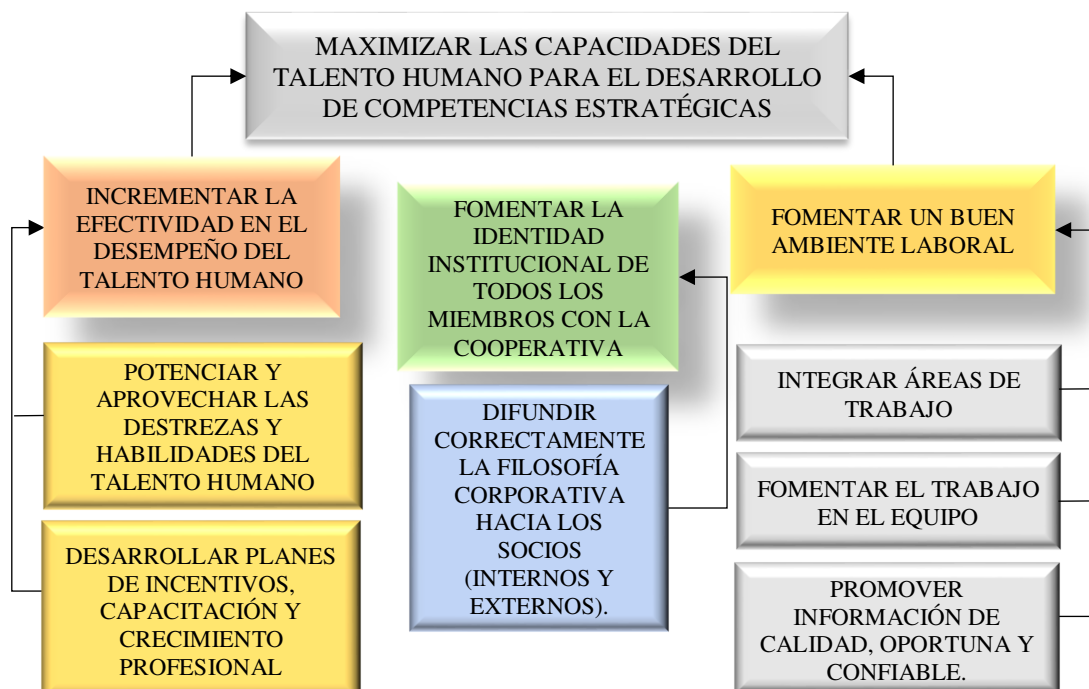 MAXIMIZAR LAS CAPACIDADES DEL
TALENTO HUMANO PARA EL DESARROLLO
DE COMPETENCIAS ESTRATÉGICAS
INCREMENTAR LA
EFECTIVIDAD EN EL
DESEMPEÑO DEL
TALENTO HUMANO
POTENCIAR Y
APROVECHAR LAS
DESTREZAS Y
HABILIDADES DEL
TALENTO HUMANO
DESARROLLAR PLANES
DE INCENTIVOS,
CAPACITACIÓN Y
CRECIMIENTO
PROFESIONAL
FOMENTAR LA
IDENTIDAD
INSTITUCIONAL DE
TODOS LOS
MIEMBROS CON LA
COOPERATIVA
DIFUNDIR
CORRECTAMENTE
LA FILOSOFÍA
CORPORATIVA
HACIA LOS
SOCIOS
(INTERNOS Y
EXTERNOS).
FOMENTAR UN BUEN
AMBIENTE LABORAL
INTEGRAR ÁREAS DE
TRABAJO
FOMENTAR EL TRABAJO
EN EL EQUIPO
PROMOVER
INFORMACIÓN DE
CALIDAD, OPORTUNA Y
CONFIABLE.